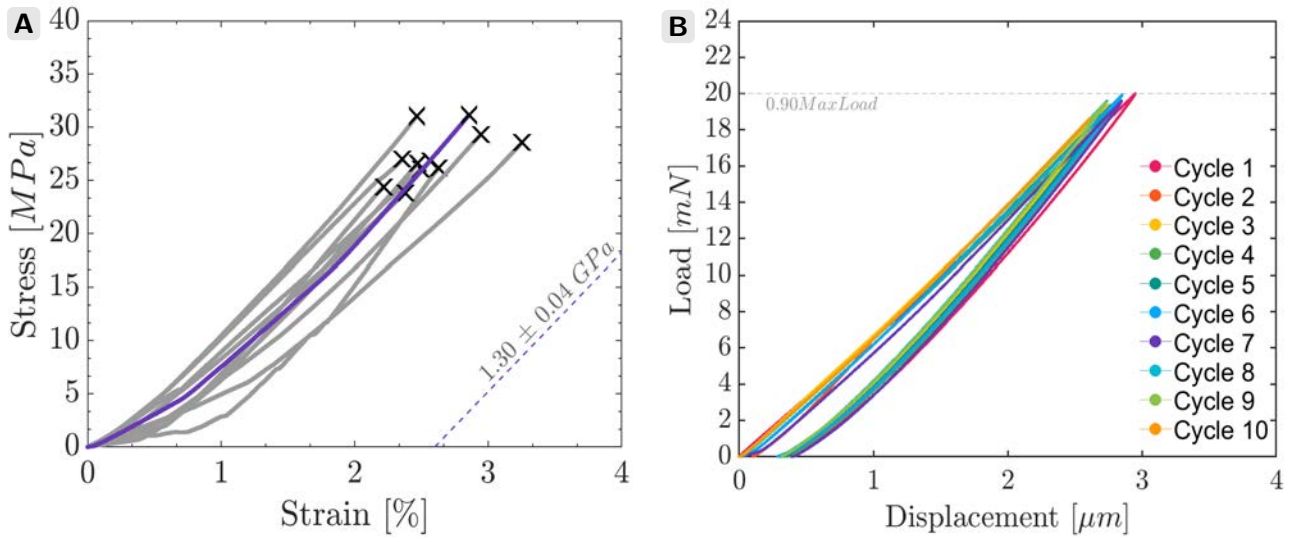 A
40
35
30
25
20
15
10
5
0
Stress [MPa]
0 1 2 3 4
Strain [%]
1.30 ± 0.04 GPa
B
24
22
20
18
16
14
12
10
8
6
4
2
0
Load [mN]
0.90MaxLoad
Cycle 1
Cycle 2
Cycle 3
Cycle 4
Cycle 5
Cycle 6
Cycle 7
Cycle 8
Cycle 9
Cycle 10
0 1 2 3 4
Displacement [μm]